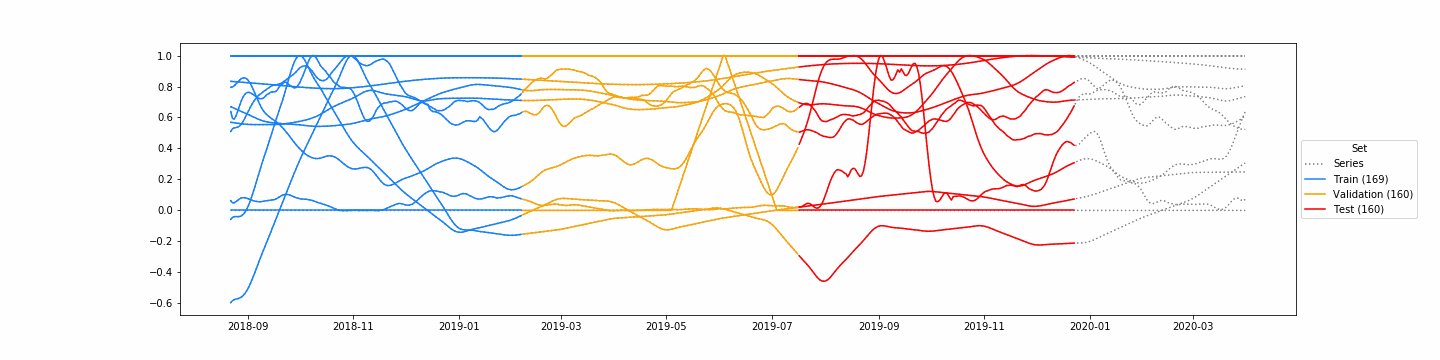 1.0
0.8
0.6
0.4
0.2
0.0
−0.2
−0.4
−0.6
2018-09 2018-11 2019-01 2019-03 2019-05 2019-07 2019-09 2019-11 2020-01 2020-03
Set
Series
Train (169)
Validation (160)
Test (160)